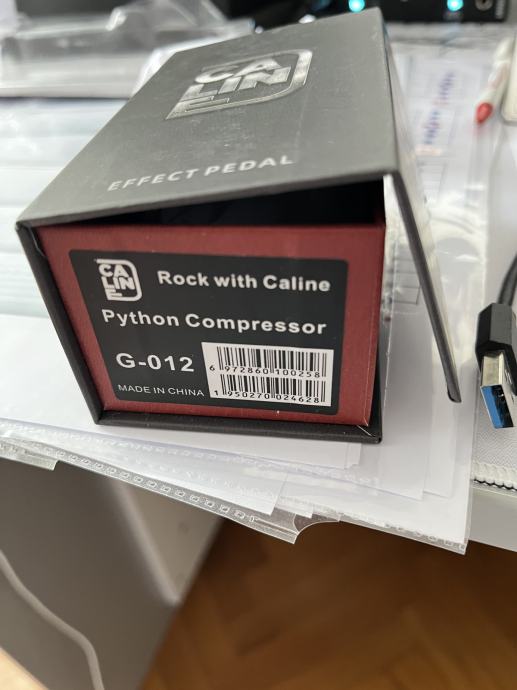 CA
LIN
E
EFFECT PEDAL
CA
LIN
E
Rock with Caline
Python Compressor
G-012
6 972860 100258
MADE IN CHINA
1 950270 024628